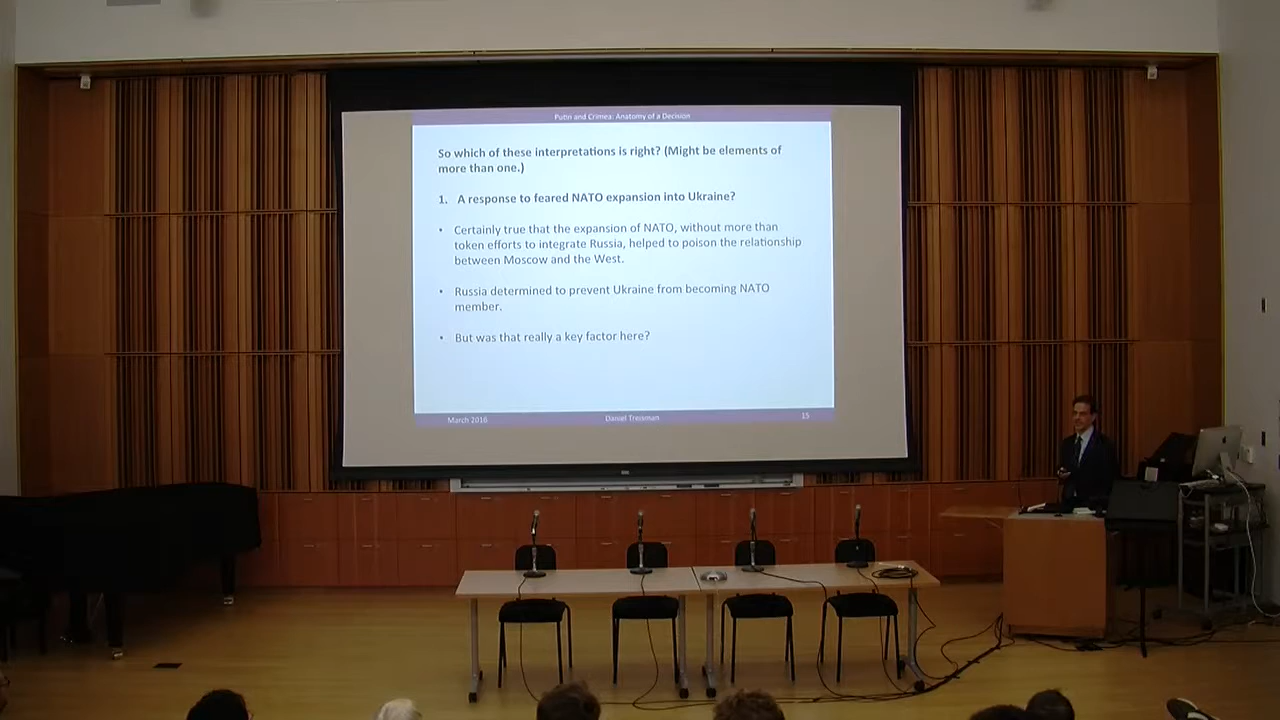 Putin and Crimea: Anatomy of a Decision
So which of these interpretations is right? (Might be elements of
more than one.)
1. A response to feared NATO expansion into Ukraine?
• Certainly true that the expansion of NATO, without more than
token efforts to integrate Russia, helped to poison the relationship
between Moscow and the West.
• Russia determined to prevent Ukraine from becoming NATO
member.
• But was that really a key factor here?
March 2016
Daniel Treisman
15